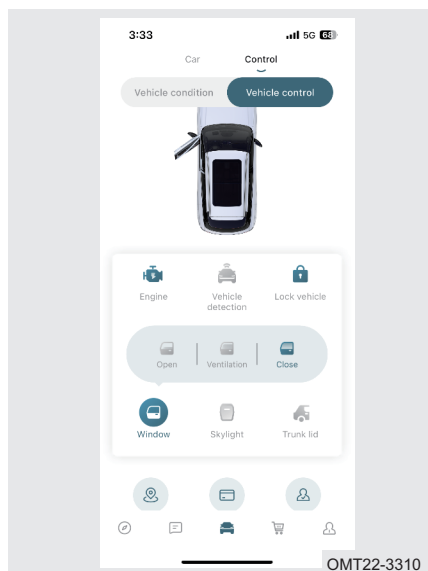 3:33 5G 68
Car Control
Vehicle condition Vehicle control
Engine Vehicle Lock vehicle
detection
Open Ventilation Close
Window Skylight Trunk lid
OMT22-3310